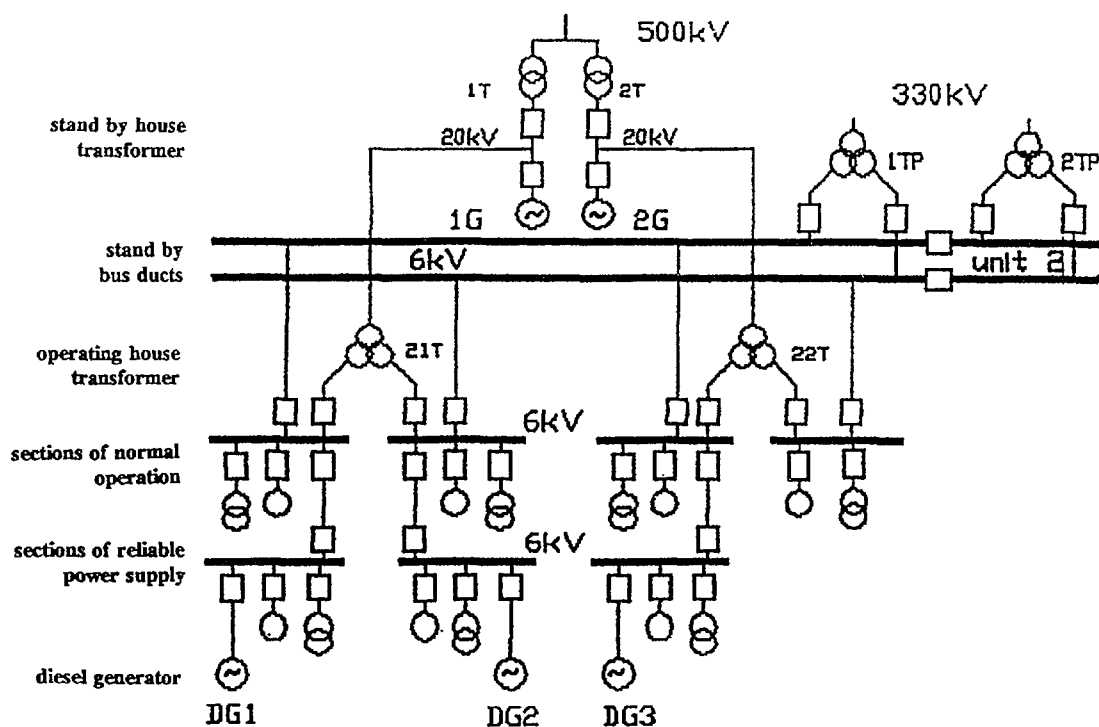 500kV
1T
2T
330kV
stand by house
transformer
20kV
20kV
1TP
2TP
1G
2G
stand by
bus ducts
6kV
unit 2
operating house
transformer
21T
22T
6kV
sections of normal
operation
sections of reliable
power supply
6kV
diesel generator
~
~
~
~
~
DG1
DG2
DG3